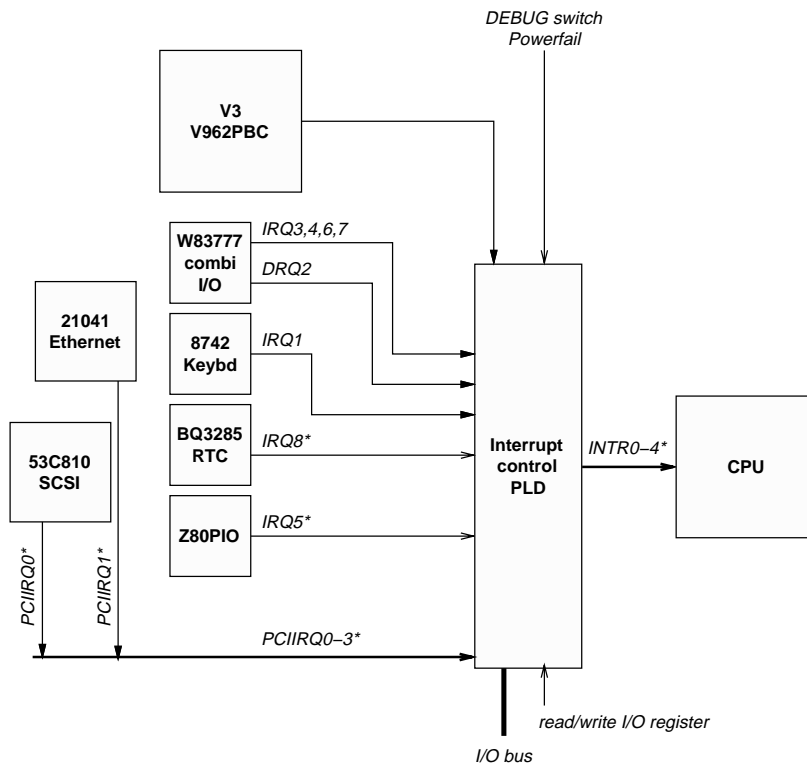 DEBUG switch
Powerfail
V3
V962PBC
W83777
combi
I/O
IRQ3,4,6,7
DRQ2
21041
Ethernet
8742
Keybd
IRQ1
53C810
SCSI
BQ3285
RTC
IRQ8*
Interrupt
control
PLD
INTR0–4*
CPU
Z80PIO
IRQ5*
PCIIRQ0*
PCIIRQ1*
PCIIRQ0–3*
read/write I/O register
I/O bus